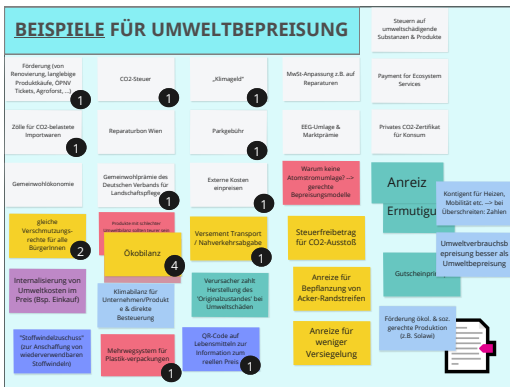 BEISPIELE FÜR UMWELTBEPREISUNG
Steuern auf
umweltschädigende
Substanzen & Produkte
Förderung (von
Renovierung, langlebige
Produktkäufe, ÖPNV
Tickets, Agroforst, ...)
1
CO2-Steuer
1
„Klimageld"
1
MwSt-Anpassung z.B. auf
Reparaturen
Payment for Ecosystem
Services
Zölle für CO2-belastete
Importwaren
1
Reparaturbon Wien
Parkgebühr
1
EEG-Umlage &
Marktprämie
Privates CO2-Zertifikat
für Konsum
Gemeinwohlökonomie
Gemeinwohlprämie des
Deutschen Verbands für
Landschaftspflege
1
Externe Kosten
einpreisen
1
Warum keine
Atomstromumlage? -->
gerechte
Bepreisungsmodelle
Anreiz
Ermutigu
Kontigent für Heizen,
Mobilität etc. --> bei
Überschreiten: Zahlen
gleiche
Verschmutzungs-
rechte für alle
BürgerInnen
2
Produkte mit schlechter
Ökobilanz
4
Versement Transport
/ Nahverkehrsabgabe
1
Steuerfreibetrag
für CO2-Ausstoß
Umweltverbrauchsb
epreisung besser als
Umweltbepreisung
Internalisierung von
Umweltkosten im
Preis (Bsp. Einkauf)
Klimabilanz für
Unternehmen/Produkt
e & direkte
Besteuerung
Verursacher zahlt
Herstellung des
'Originalzustandes' bei
Umweltschäden
Anreize für
Bepflanzung von
Acker-Randstreifen
Gutscheinpri
"Stoffwindelzuschuss"
(zur Anschaffung von
wiederverwendbaren
Stoffwindeln)
Mehrwegsystem für
Plastik-verpackungen
1
QR-Code auf
Lebensmitteln zur
Information zum
reellen Preis
1
Anreize für
weniger
Versiegelung
Förderung ökol. & soz.
gerechte Produktion
(z.B. Solawi)